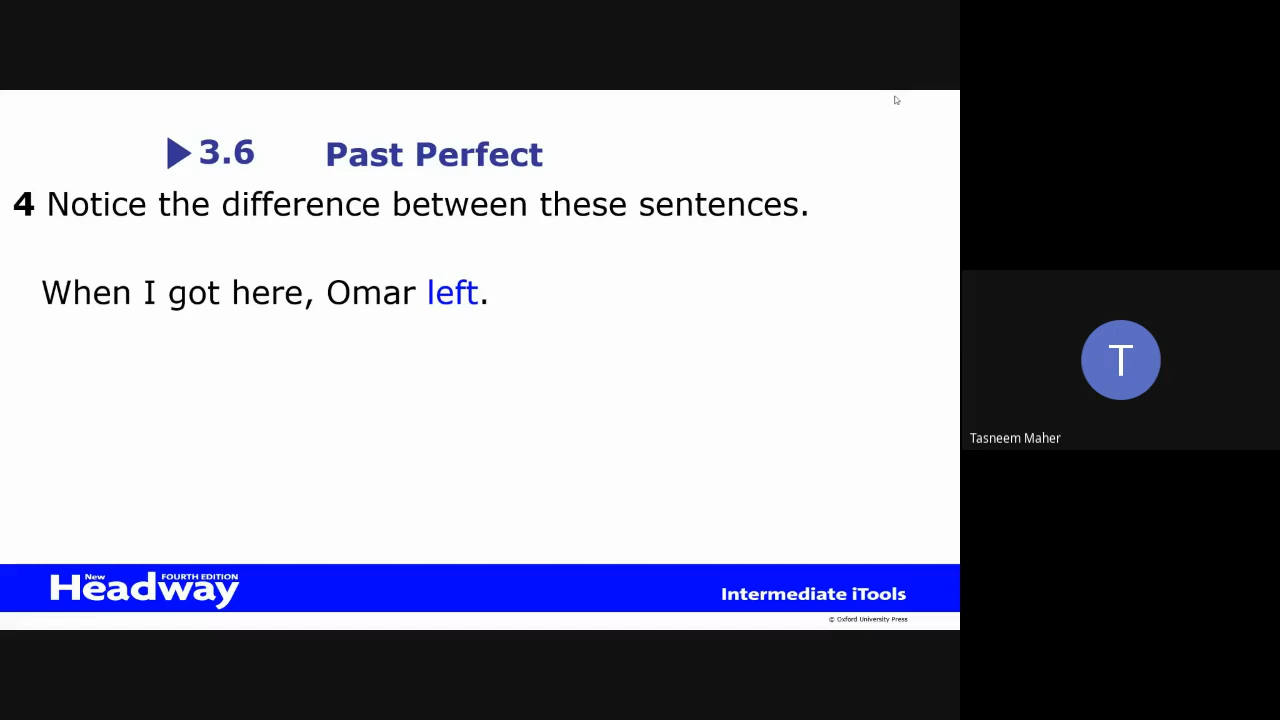 3.6 Past Perfect
4 Notice the difference between these sentences.
When I got here, Omar left.
T
Tasneem Maher
New Headway FOURTH EDITION
Intermediate iTools
© Oxford University Press